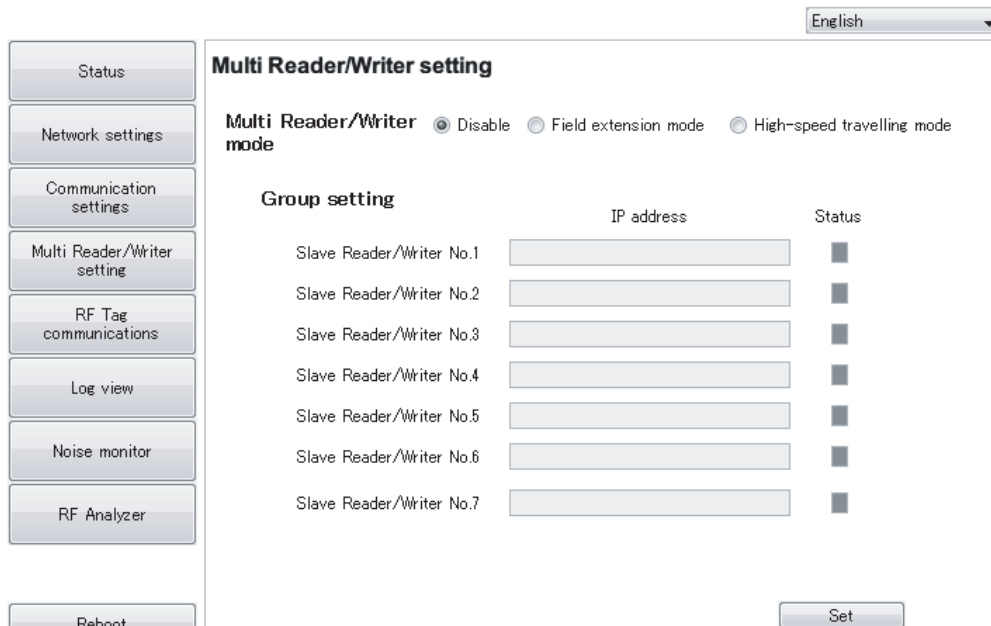 English
Status
Network settings
Communication
settings
Multi Reader/Writer
setting
RF Tag
communications
Log view
Noise monitor
RF Analyzer
Reboot
Multi Reader/Writer setting
Multi Reader/Writer
mode
Disable Field extension mode High-speed travelling mode
Group setting
IP address Status
Slave Reader/Writer No.1
Slave Reader/Writer No.2
Slave Reader/Writer No.3
Slave Reader/Writer No.4
Slave Reader/Writer No.5
Slave Reader/Writer No.6
Slave Reader/Writer No.7
Set